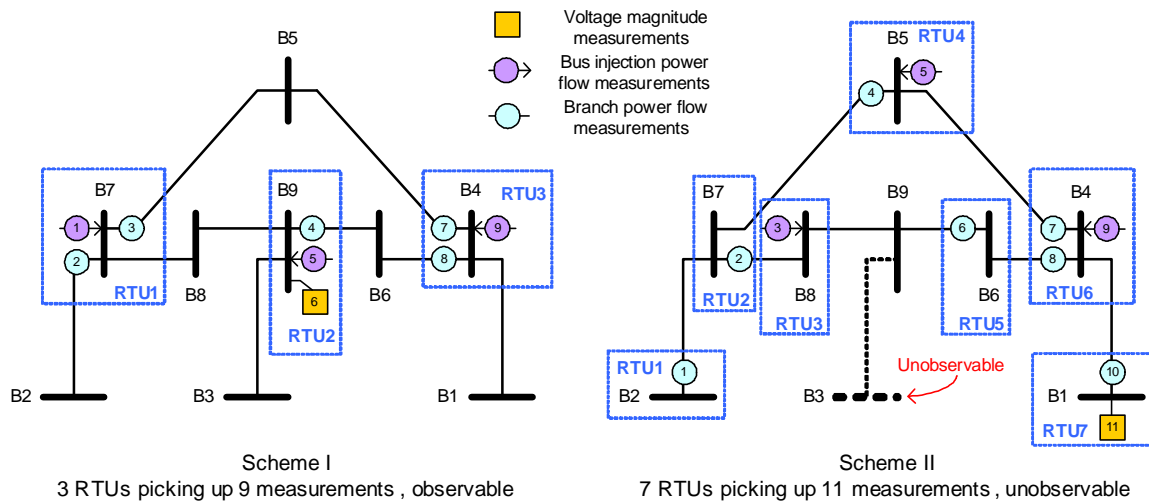 Voltage magnitude
measurements
Bus injection power
flow measurements
Branch power flow
measurements
B5
B7
B9
B4
RTU3
1
3
4
7
9
2
5
8
6
RTU1
B8
RTU2
B6
B2
B3
B1
Scheme I
3 RTUs picking up 9 measurements , observable
B5
RTU4
5
4
B7
B9
B4
3
6
7
9
2
8
RTU2
B8
RTU3
B6
RTU5
RTU6
Unobservable
RTU1
1
10
B2
B3
B1
RTU7
11
Scheme II
7 RTUs picking up 11 measurements , unobservable